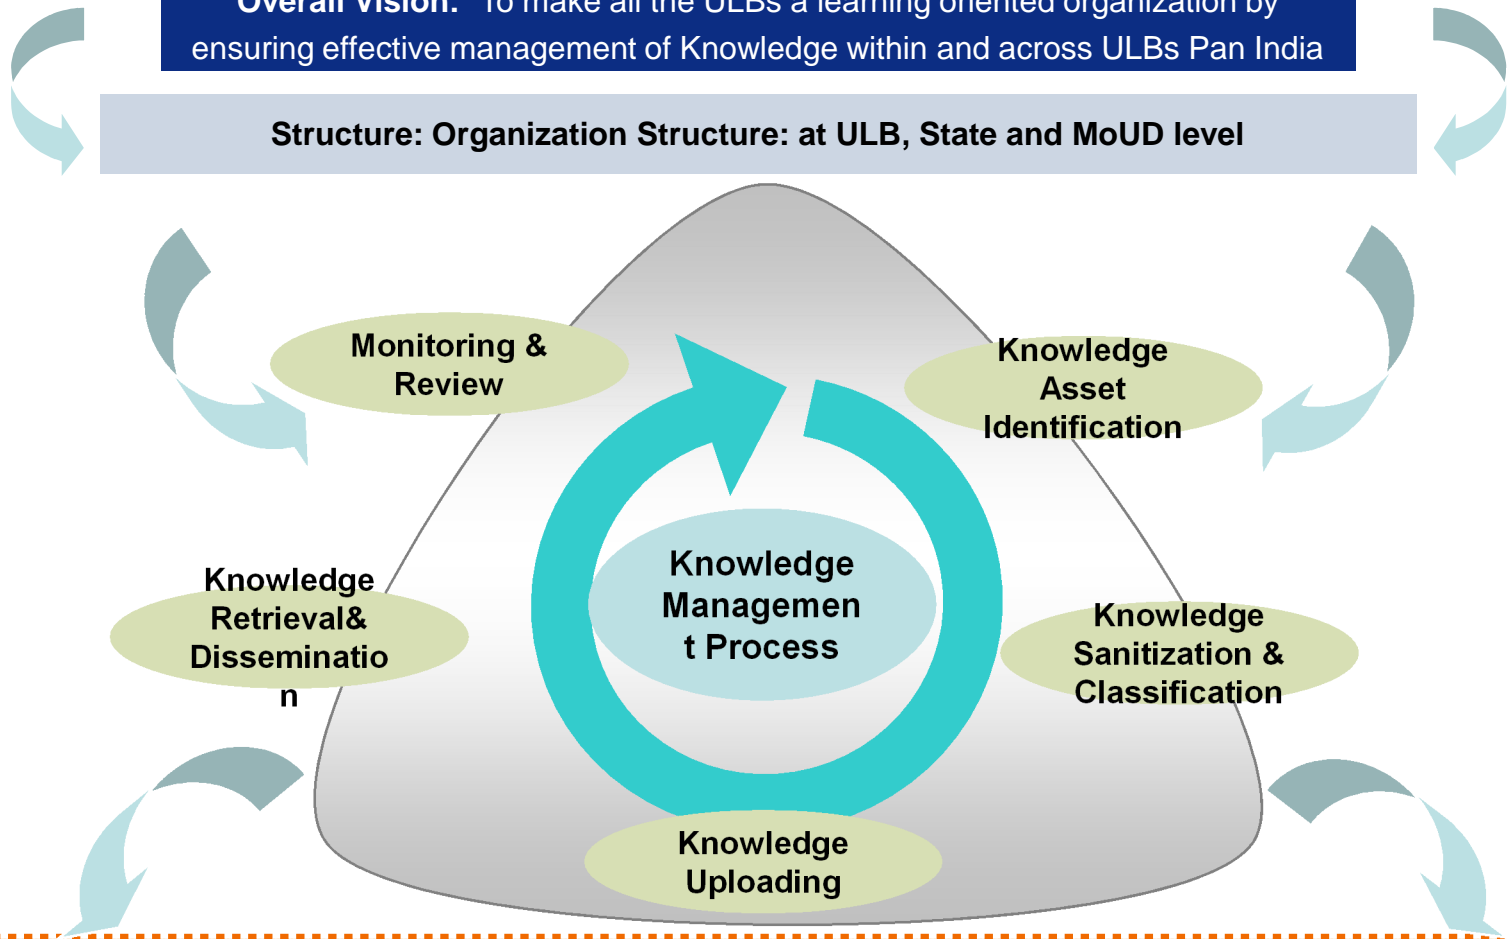 Overall Vision: "To make all the ULBs a learning oriented organization by
ensuring effective management of Knowledge within and across ULBs Pan India
Structure: Organization Structure: at ULB, State and MoUD level
Monitoring &
Review
Knowledge
Asset
Identification
Knowledge
Managemen
t Process
Knowledge
Retrieval&
Disseminatio
n
Knowledge
Sanitization &
Classification
Knowledge
Uploading